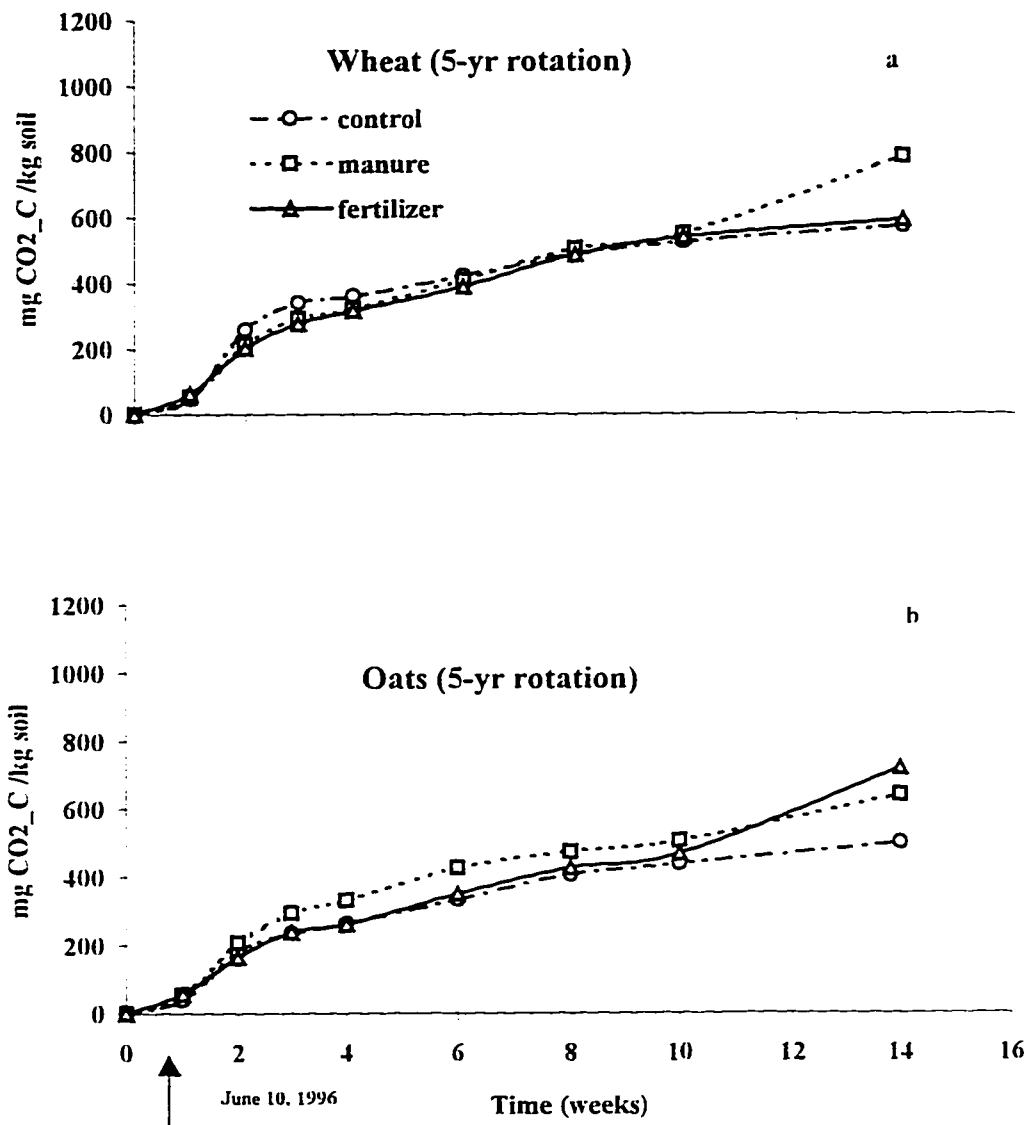 1200
Wheat (5-yr rotation)
a
1000
control
800
manure
600
fertilizer
400
200
0
mg CO2_C /kg soil
1200
b
1000
Oats (5-yr rotation)
800
600
400
200
0
mg CO2_C /kg soil
0 2 4 6 8 10 12 14 16
June 10, 1996
Time (weeks)